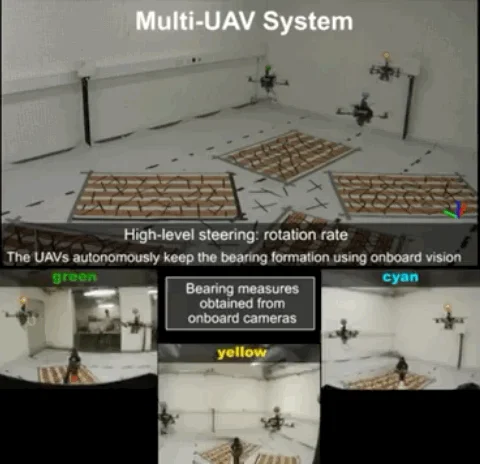 Multi-UAV System
High-level steering: rotation rate
The UAVs autonomously keep the bearing formation using onboard vision
green
Bearing measures
obtained from
onboard cameras
cyan
yellow